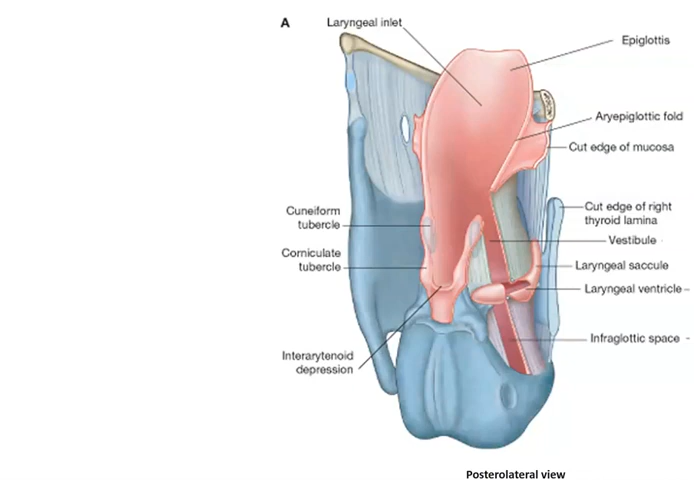 A
Laryngeal inlet
Epiglottis
Aryepiglottic fold
Cut edge of mucosa
Cuneiform
tubercle
Cut edge of right
thyroid lamina
Vestibule
Corniculate
tubercle
Laryngeal saccule
Laryngeal ventricle
Infraglottic space
Interarytenoid
depression
Posterolateral view